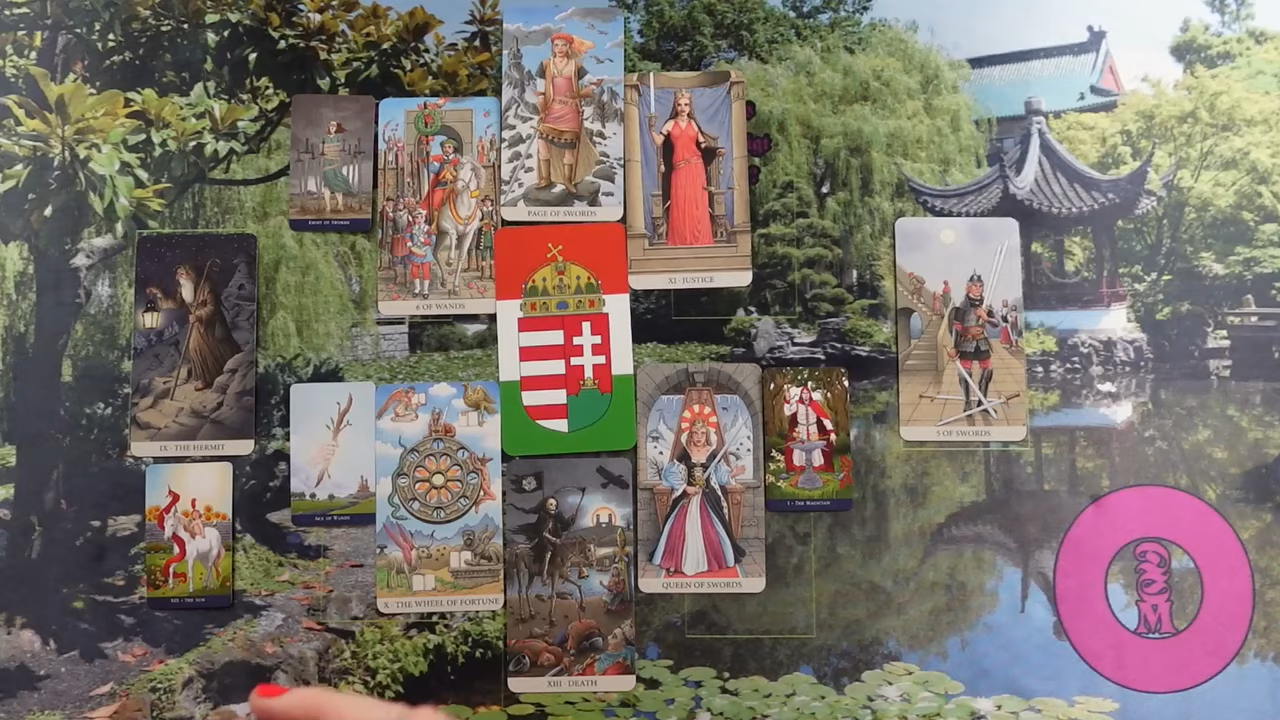 PAGE OF SWORDS
EIGHT OF SWORDS
6 OF WANDS
XI · JUSTICE
IX · THE HERMIT
5 OF SWORDS
ACE OF WANDS
I · THE MAGICIAN
QUEEN OF SWORDS
X · THE WHEEL OF FORTUNE
XIX · THE SUN
XIII · DEATH